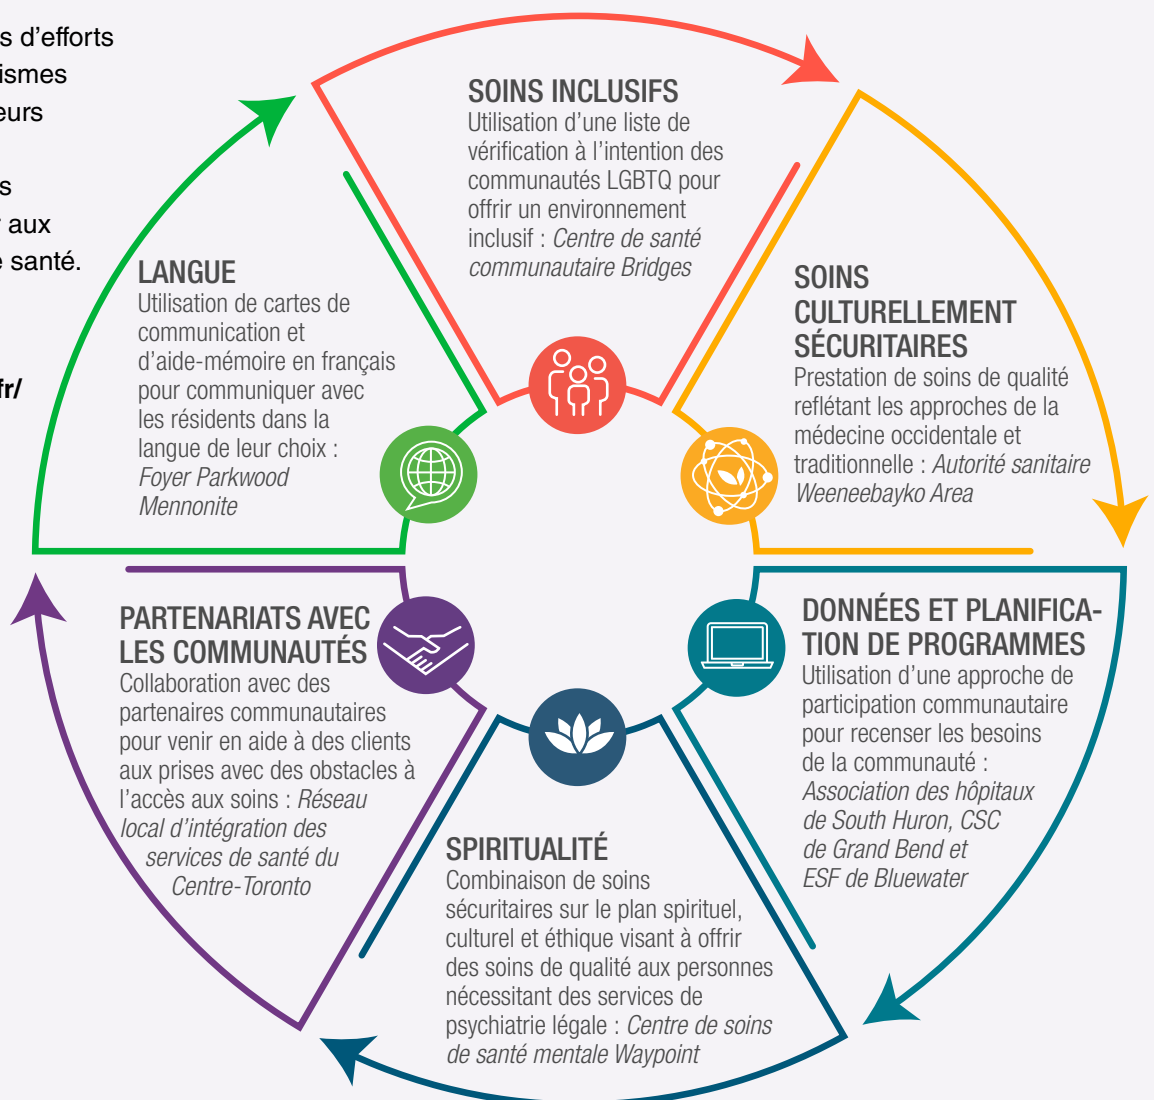 s d’efforts
ismes
eurs
s
r aux
e santé.
fr/
SOINS INCLUSIFS
Utilisation d’une liste de
vérification à l’intention des
communautés LGBTQ pour
offrir un environnement
inclusif : Centre de santé
communautaire Bridges
SOINS
CULTURELLEMENT
SÉCURITAIRES
Prestation de soins de qualité
reflétant les approches de la
médecine occidentale et
traditionnelle : Autorité sanitaire
Weeneebayko Area
DONNÉES ET PLANIFICA-
TION DE PROGRAMMES
Utilisation d’une approche de
participation communautaire
pour recenser les besoins
de la communauté :
Association des hôpitaux
de South Huron, CSC
de Grand Bend et
ESF de Bluewater
SPIRITUALITÉ
Combinaison de soins
sécuritaires sur le plan spirituel,
culturel et éthique visant à offrir
des soins de qualité aux personnes
nécessitant des services de
psychiatrie légale : Centre de soins
de santé mentale Waypoint
PARTENARIATS AVEC
LES COMMUNAUTÉS
Collaboration avec des
partenaires communautaires
pour venir en aide à des clients
aux prises avec des obstacles à
l’accès aux soins : Réseau
local d’intégration des
services de santé du
Centre-Toronto
LANGUE
Utilisation de cartes de
communication et
d’aide-mémoire en français
pour communiquer avec
les résidents dans la
langue de leur choix :
Foyer Parkwood
Mennonite